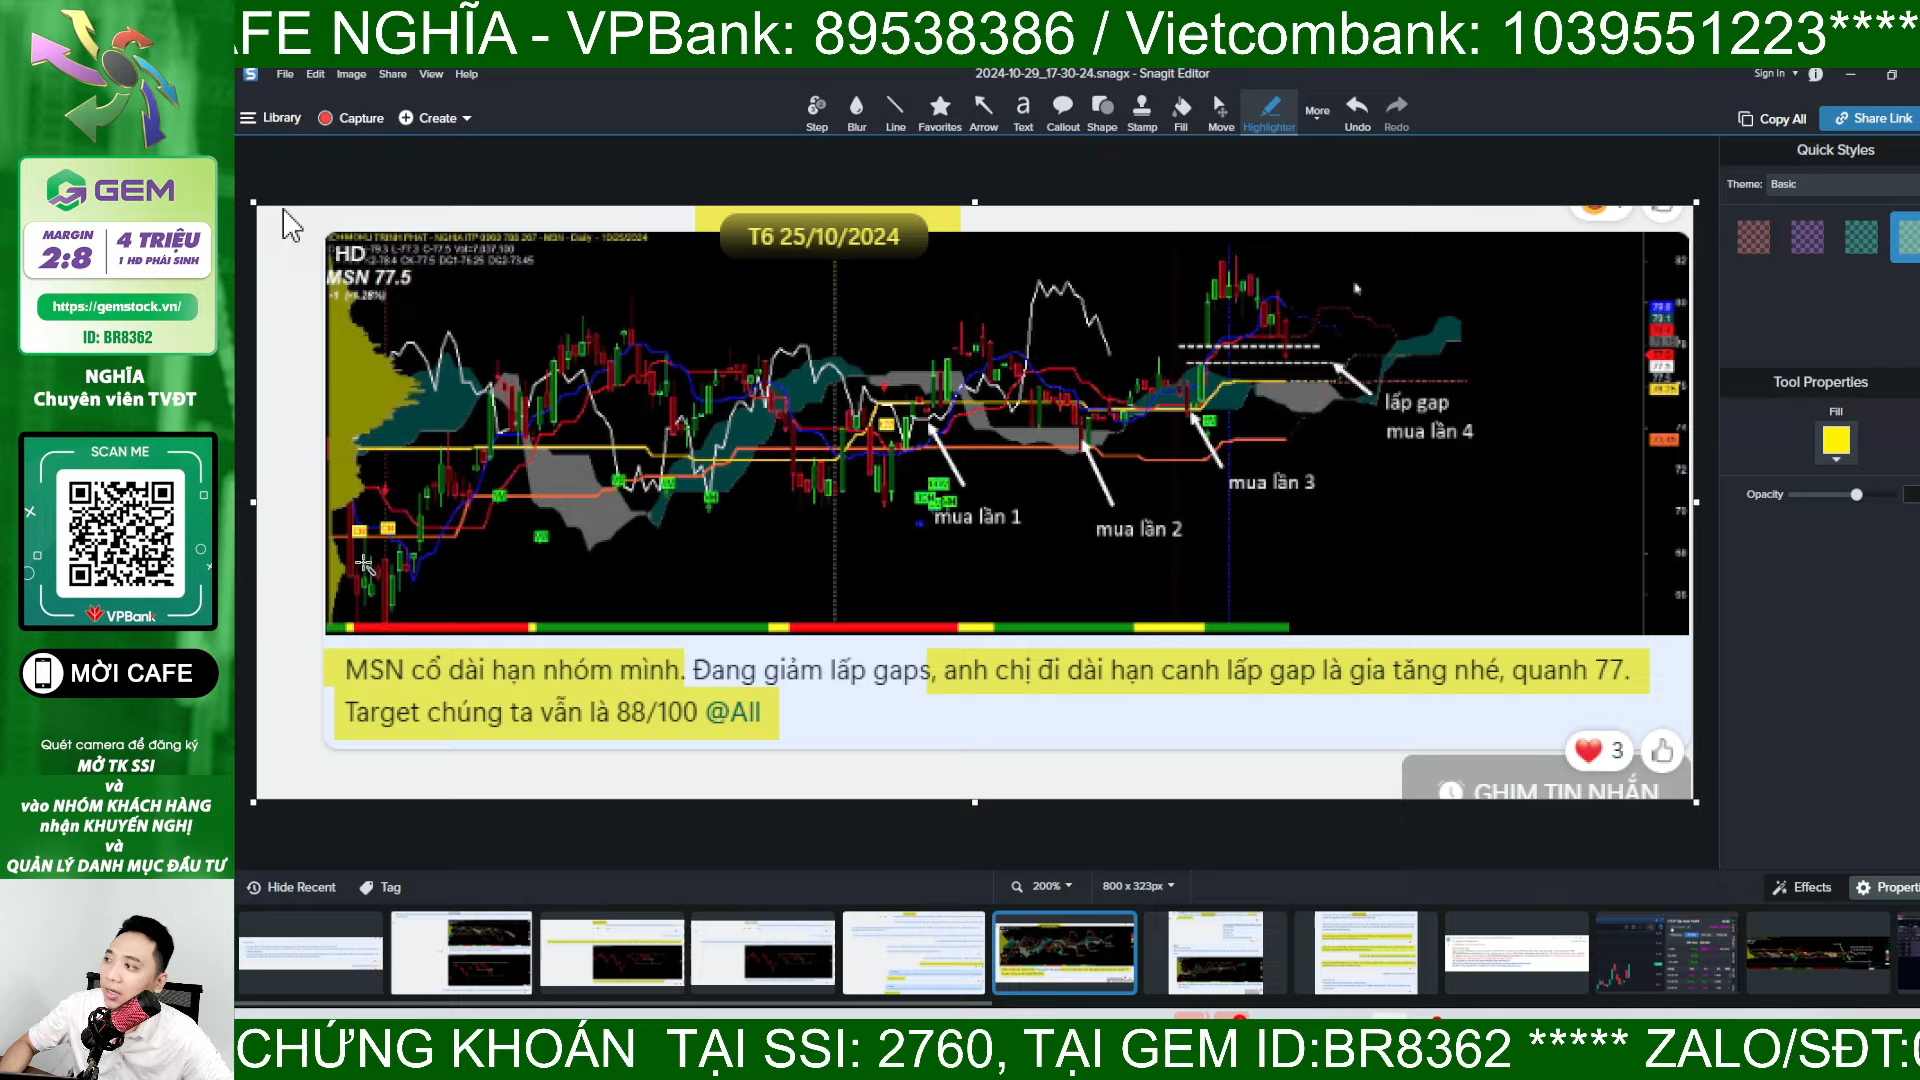 AFE NGHĨA - VPBank: 89538386 / Vietcombank: 1039551223****
GEM
MARGIN
2:8
4 TRIỆU
1 HĐ PHÁI SINH
https://gemstock.vn/
ID: BR8362
NGHĨA
Chuyên viên TVĐT
SCAN ME
VPBank
MỜI CAFE
Quét camera để đăng ký
MỞ TK SSI
và
vào NHÓM KHÁCH HÀNG
nhận KHUYẾN NGHỊ
và
QUẢN LÝ DANH MỤC ĐẦU TƯ
File Edit Image Share View Help
2024-10-29_17-30-24.snagx - Snagit Editor
Sign In
Library Capture Create
Step Blur Line Favorites Arrow Text Callout Shape Stamp Fill Move Highlighter More Undo Redo
Copy All Share Link
Quick Styles
Theme: Basic
Tool Properties
Fill
Opacity
T6 25/10/2024
HD
MSN 77.5
lấp gap
mua lần 4
mua lần 3
mua lần 1
mua lần 2
MSN cổ dài hạn nhóm mình. Đang giảm lấp gaps, anh chị đi dài hạn canh lấp gap là gia tăng nhé, quanh 77.
Target chúng ta vẫn là 88/100 @All
3
GHIM TIN NHẮN
Hide Recent Tag
200% 800 x 323px
Effects Properti
CHỨNG KHOÁN TẠI SSI: 2760, TẠI GEM ID:BR8362 ***** ZALO/SĐT:0